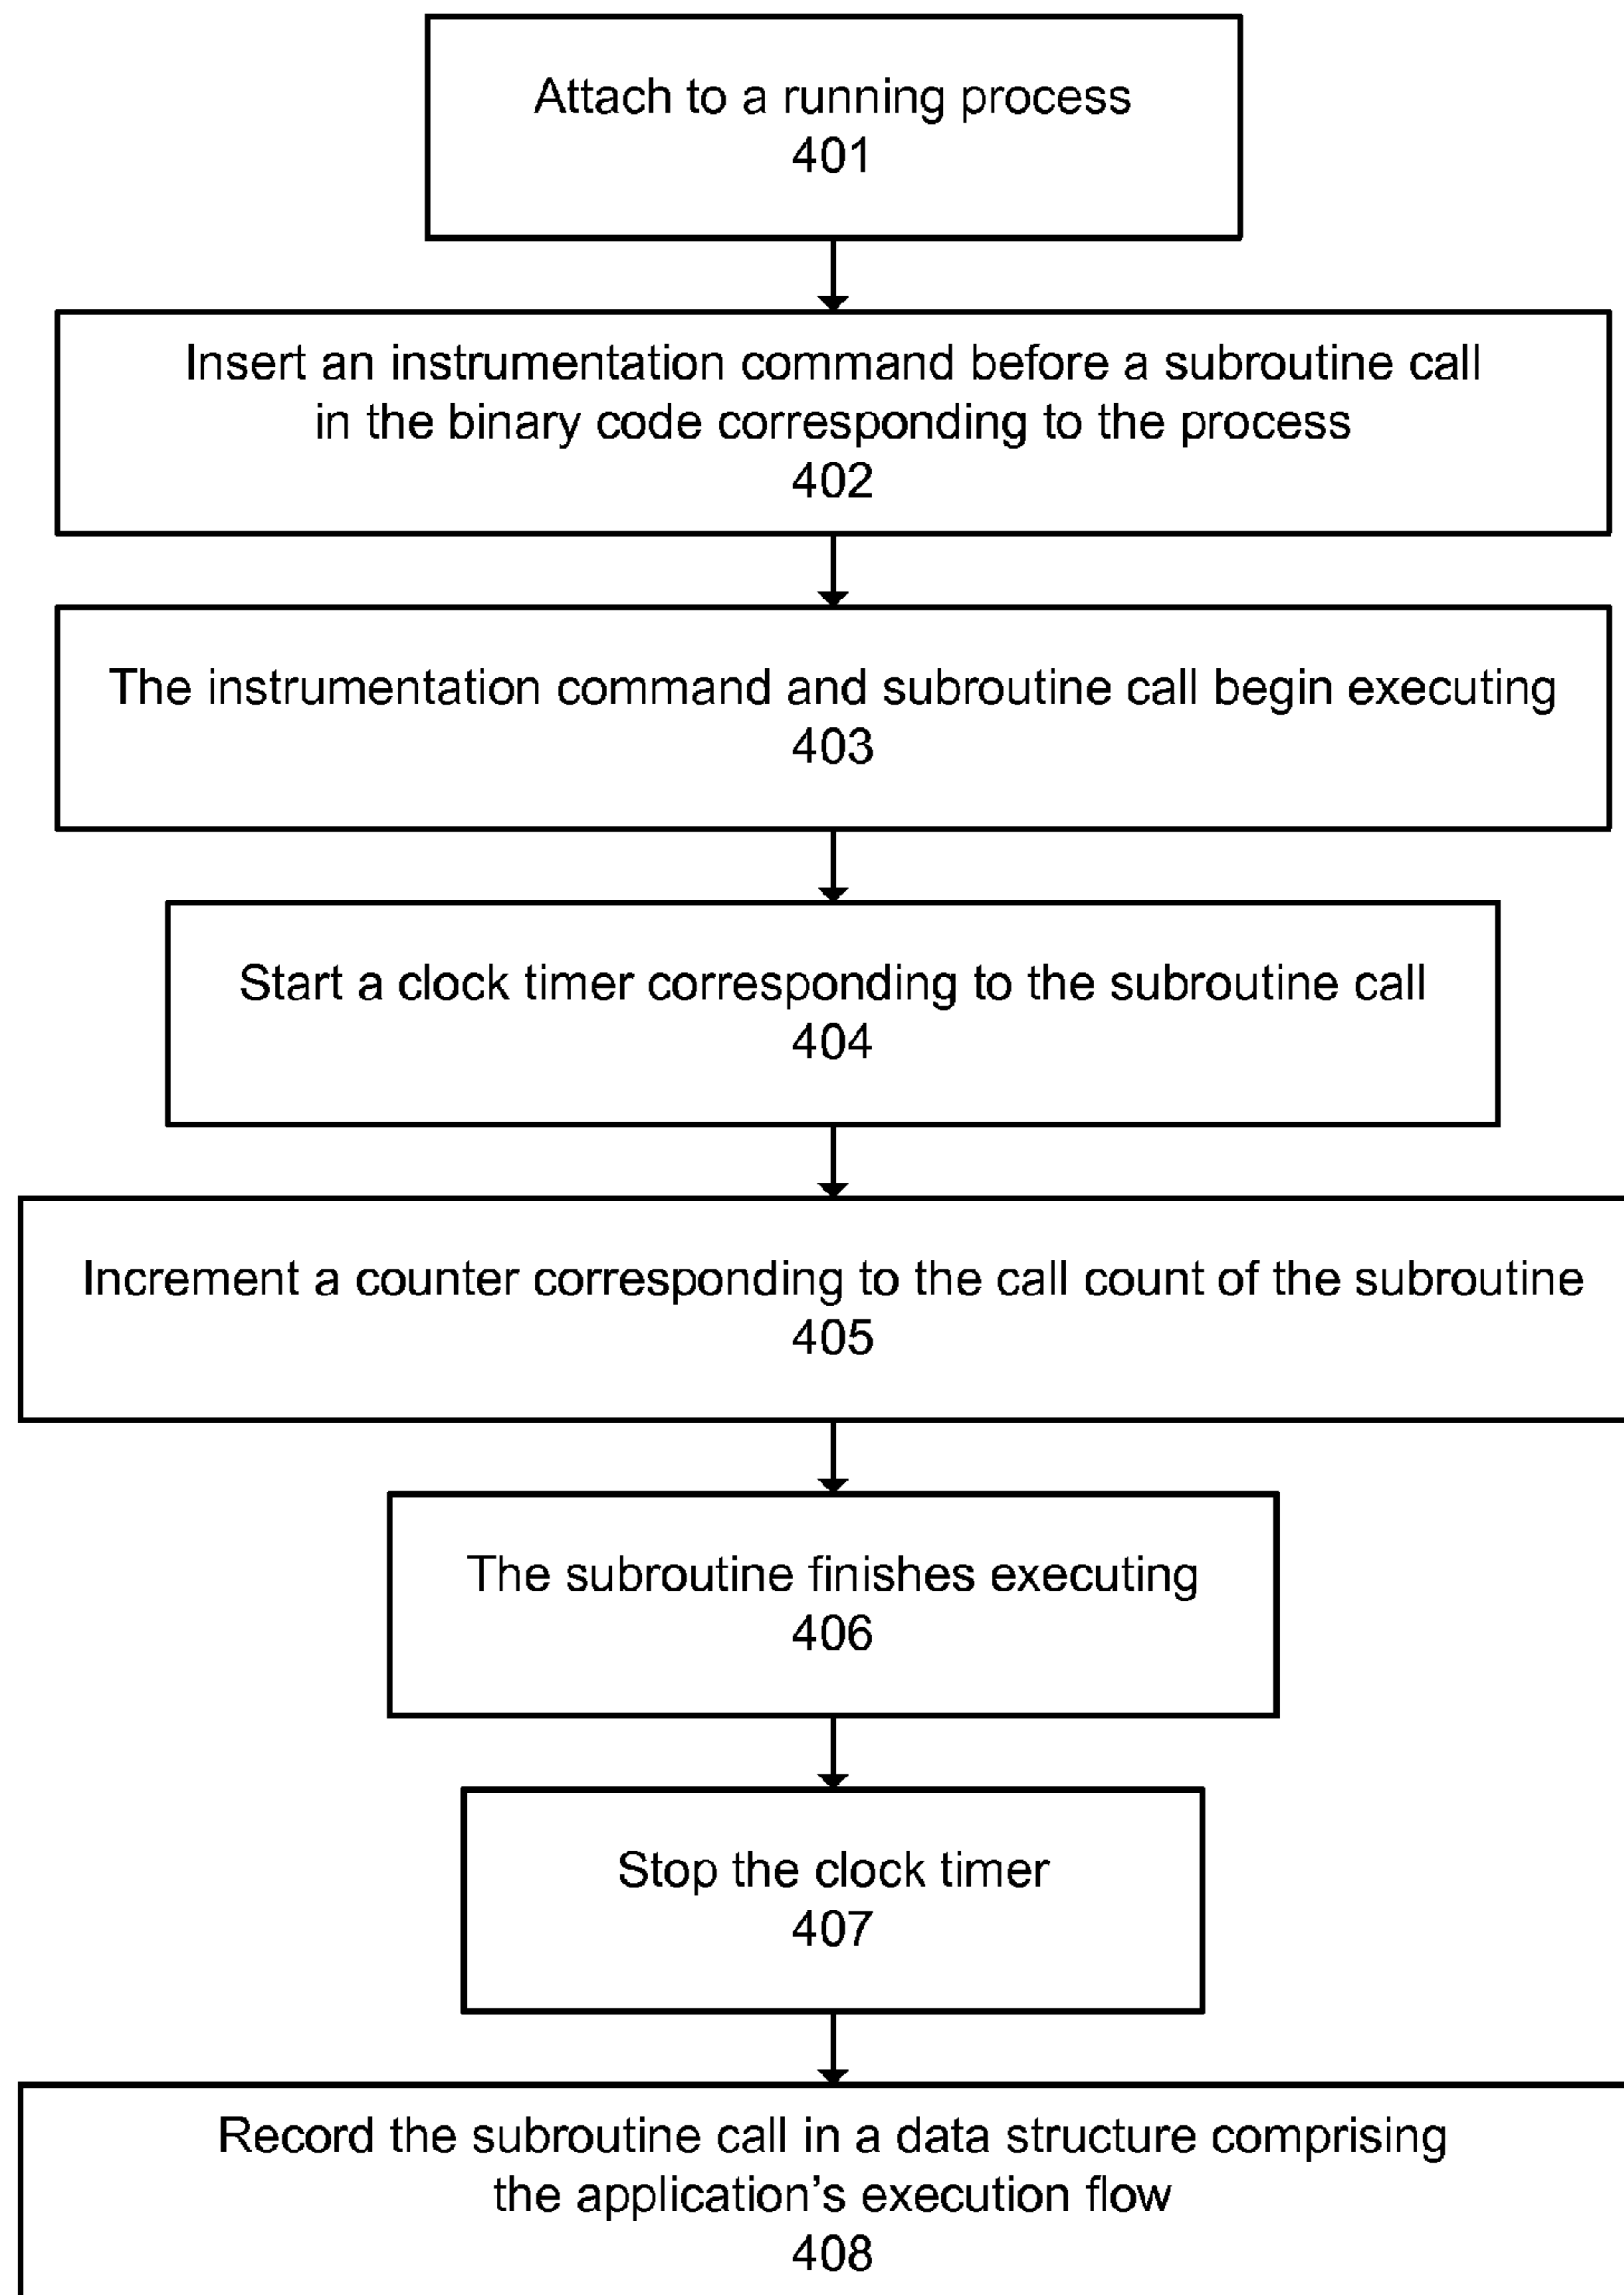 Attach to a running process
401
Insert an instrumentation command before a subroutine call
in the binary code corresponding to the process
402
The instrumentation command and subroutine call begin executing
403
Start a clock timer corresponding to the subroutine call
404
Increment a counter corresponding to the call count of the subroutine
405
The subroutine finishes executing
406
Stop the clock timer
407
Record the subroutine call in a data structure comprising
the application’s execution flow
408